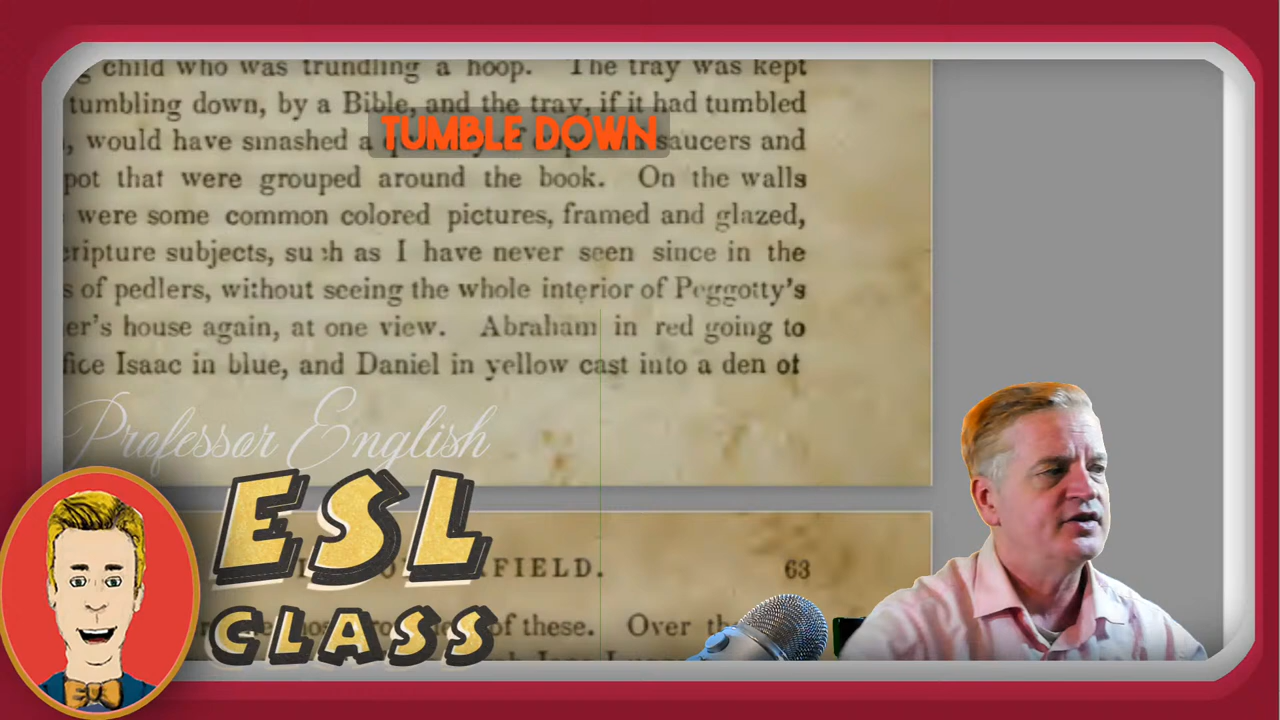 child who was trundling a hoop. The tray was kept
tumbling down, by a Bible, and the tray, if it had tumbled
would have smashed a
TUMBLE DOWN
saucers and
pot that were grouped around the book. On the walls
were some common colored pictures, framed and glazed,
ripture subjects, such as I have never seen since in the
s of pedlers, without seeing the whole interior of Peggotty's
er's house again, at one view. Abraham in red going to
fice Isaac in blue, and Daniel in yellow cast into a den of
Professor English
ESL
CLASS
FIELD.
63
of these. Over